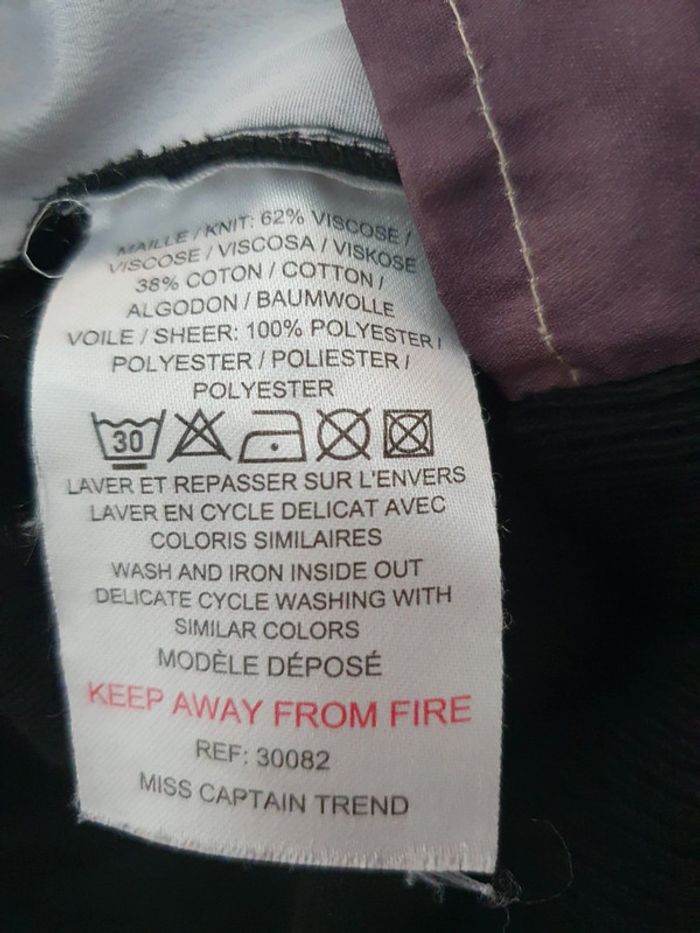 MAILLE / KNIT: 62% VISCOSE /
VISCOSE / VISCOSA / VISKOSE
38% COTON / COTTON /
ALGODON / BAUMWOLLE
VOILE / SHEER: 100% POLYESTER /
POLYESTER / POLIESTER /
POLYESTER
30
LAVER ET REPASSER SUR L'ENVERS
LAVER EN CYCLE DELICAT AVEC
COLORIS SIMILAIRES
WASH AND IRON INSIDE OUT
DELICATE CYCLE WASHING WITH
SIMILAR COLORS
MODÈLE DÉPOSÉ
KEEP AWAY FROM FIRE
REF: 30082
MISS CAPTAIN TREND